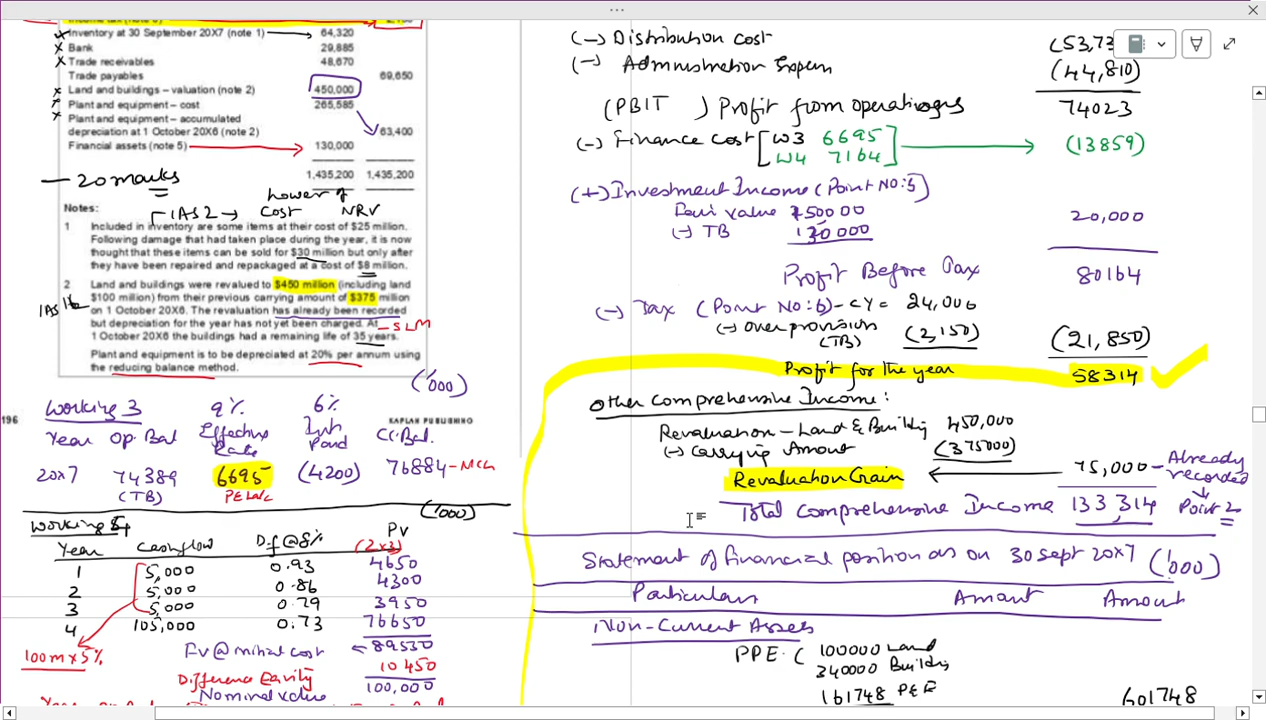 Inventory at 30 September 20X7 (note 1) 64,320
Bank 29,885
Trade receivables 48,670
Trade payables 69,650
Land and buildings – valuation (note 2) 450,000
Plant and equipment – cost 265,585
Plant and equipment – accumulated
depreciation at 1 October 20X6 (note 2) 63,400
Financial assets (note 5) 130,000
1,435,200 1,435,200
20 marks
Lower of
IAS 2 → Cost NRV
Notes:
1 Included in inventory are some items at their cost of $25 million.
Following damage that had taken place during the year, it is now
thought that these items can be sold for $30 million but only after
they have been repaired and repackaged at a cost of $8 million.
IAS 16
2 Land and buildings were revalued to $450 million (including land
$100 million) from their previous carrying amount of $375 million
on 1 October 20X6. The revaluation has already been recorded
but depreciation for the year has not yet been charged. At
- SLM
1 October 20X6 the buildings had a remaining life of 35 years.
Plant and equipment is to be depreciated at 20% per annum using
the reducing balance method.
('000)
196
KAPLAN PUBLISHING
Working 3 9% 6%
Year Op Bal Effective Rate Int Paid Cl. Bal
20x7 74389 6695 (4200) 76884 - NCL
(TB) P&L a/c
('000)
Working 4
Year Cashflow D.f @ 8% PV
(2x3)
1 5,000 0.93 4650
2 5,000 0.86 4300
3 5,000 0.79 3950
4 105,000 0.73 76650
100m x 5%
FV @ initial cost 89550
Difference Equity 10450
Nominal value 100,000
(-) Distribution cost
(-) Administration Expen (44,810)
(PBIT ) Profit from operations 74023
(-) Finance cost [ W3 6695
W4 7164 ] → (13859)
(+) Investment Income (Point NO:5)
Fair value 150000 20,000
(-) TB 130000
Profit Before Tax 80164
(-) Tax (Point NO:6) - CY = 24,000
(-) Over provision (2,150) (21,850)
(TB)
Profit for the year 58314
Other comprehensive Income:
Revaluation - Land & Building 450,000
(-) Carrying Amount (375000)
Revaluation Gain ← 75,000 - Already recorded
Total Comprehensive Income 133,314 Point 2
Statement of financial position as on 30 sept 20x7 ('000)
Particulars Amount Amount
Non-Current Assets
PPE. ( 100000 Land
340000 Building
161748 P&E 601748